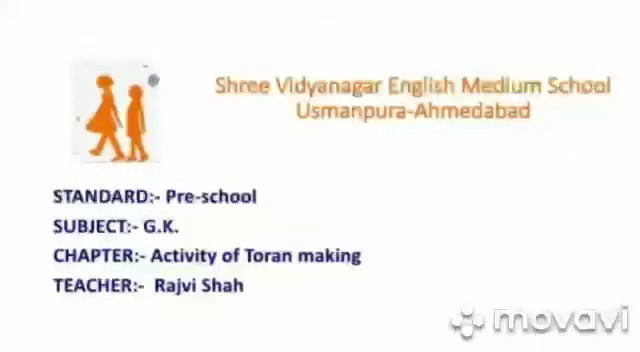 Shree Vidyanagar English Medium School
Usmanpura-Ahmedabad
STANDARD:- Pre-school
SUBJECT:- G.K.
CHAPTER:- Activity of Toran making
TEACHER:- Rajvi Shah
movavi